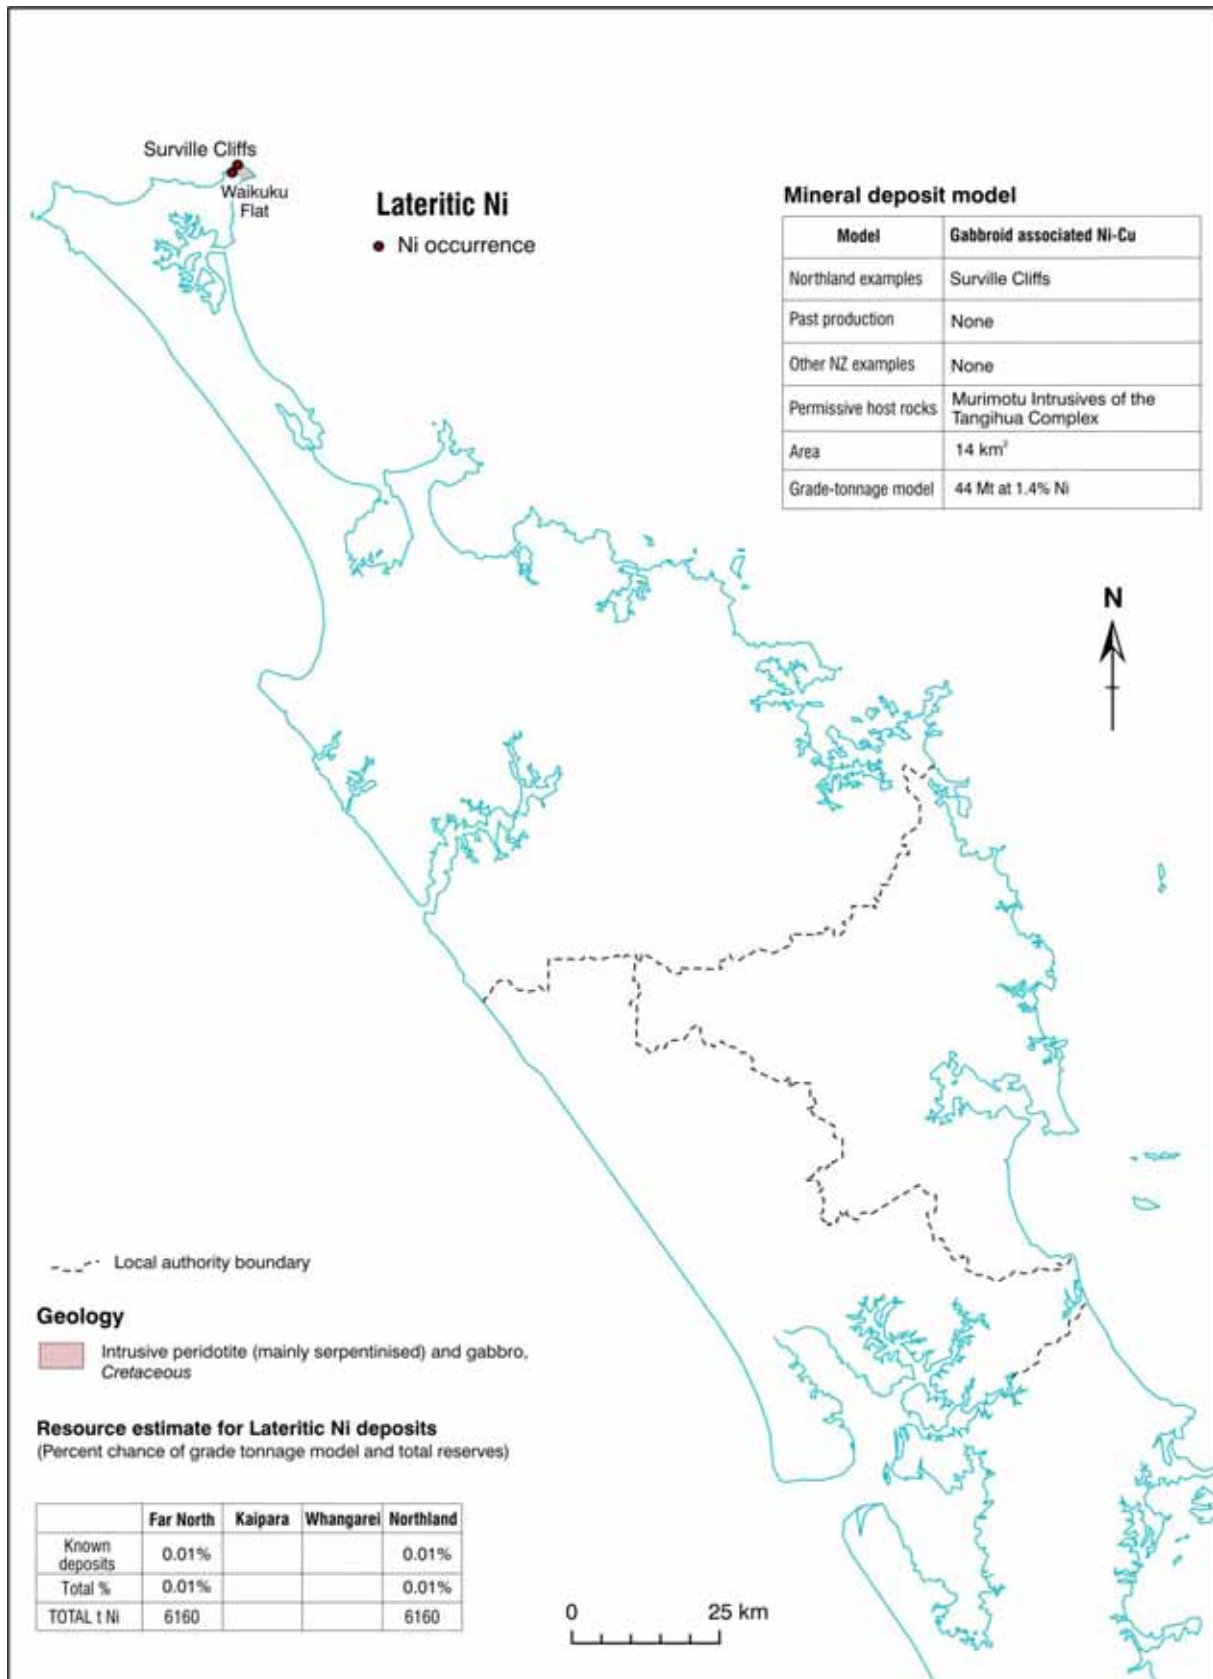 Surville Cliffs
Waikuku
Flat
Lateritic Ni
Ni occurrence
Mineral deposit model
Model Gabbroid associated Ni-Cu
Northland examples Surville Cliffs
Past production None
Other NZ examples None
Permissive host rocks Murimotu Intrusives of the
Tangihua Complex
Area 14 km²
Grade-tonnage model 44 Mt at 1.4% Ni
N
Local authority boundary
Geology
Intrusive peridotite (mainly serpentinised) and gabbro,
Cretaceous
Resource estimate for Lateritic Ni deposits
(Percent chance of grade tonnage model and total reserves)
Far North Kaipara Whangarei Northland
Known
deposits 0.01% 0.01%
Total % 0.01% 0.01%
TOTAL t Ni 6160 6160
0 25 km